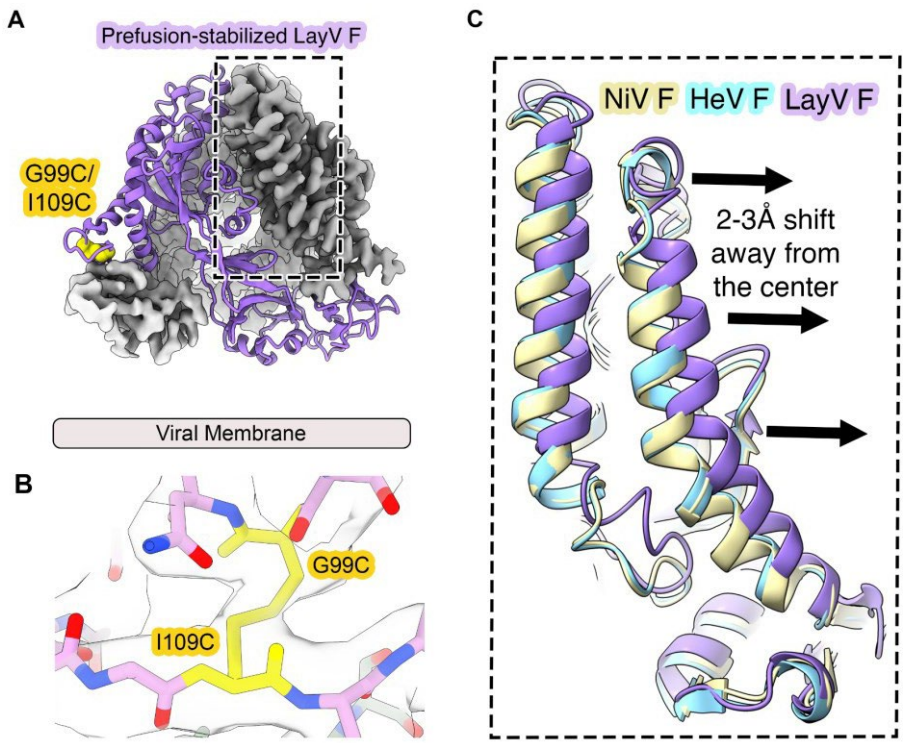 A
Prefusion-stabilized LayV F
G99C/
I109C
Viral Membrane
B
G99C
I109C
C
NiV F HeV F LayV F
2-3Å shift
away from
the center